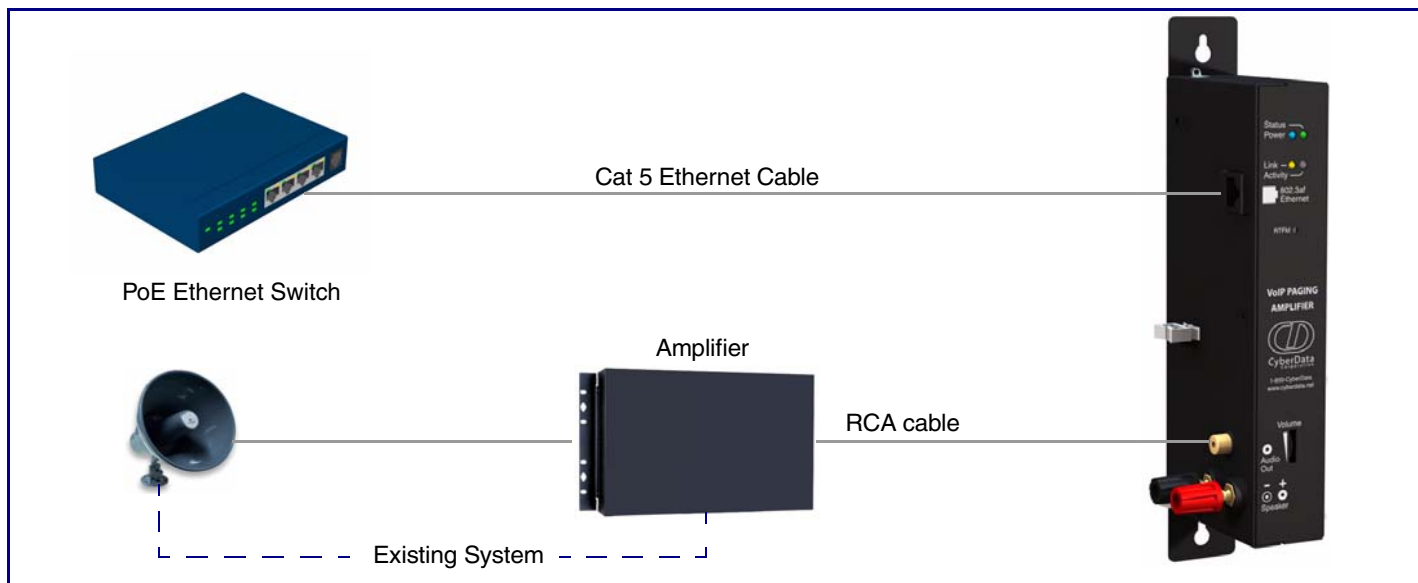 Cat 5 Ethernet Cable
PoE Ethernet Switch
Amplifier
RCA cable
Existing System
Status
Power
Link
Activity
802.3af
Ethernet
RTFM
VoIP PAGING
AMPLIFIER
CyberData
Corporation
1-800-CyberData
www.cyberdata.net
Volume
Audio
Out
- +
Speaker